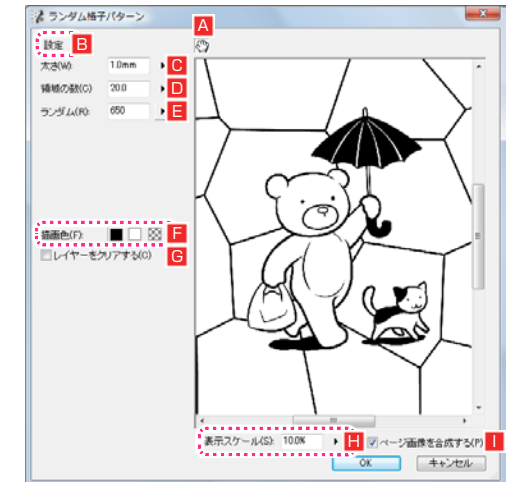 ランダム格子パターン
A
設定 B
太さ(W): 1.0mm C
領域の数(C) 20.0 D
ランダム(R): 650 E
描画色(F): F
レイヤーをクリアする(C) G
表示スケール(S): 10.0% H ページ画像を合成する(P) I
OK キャンセル